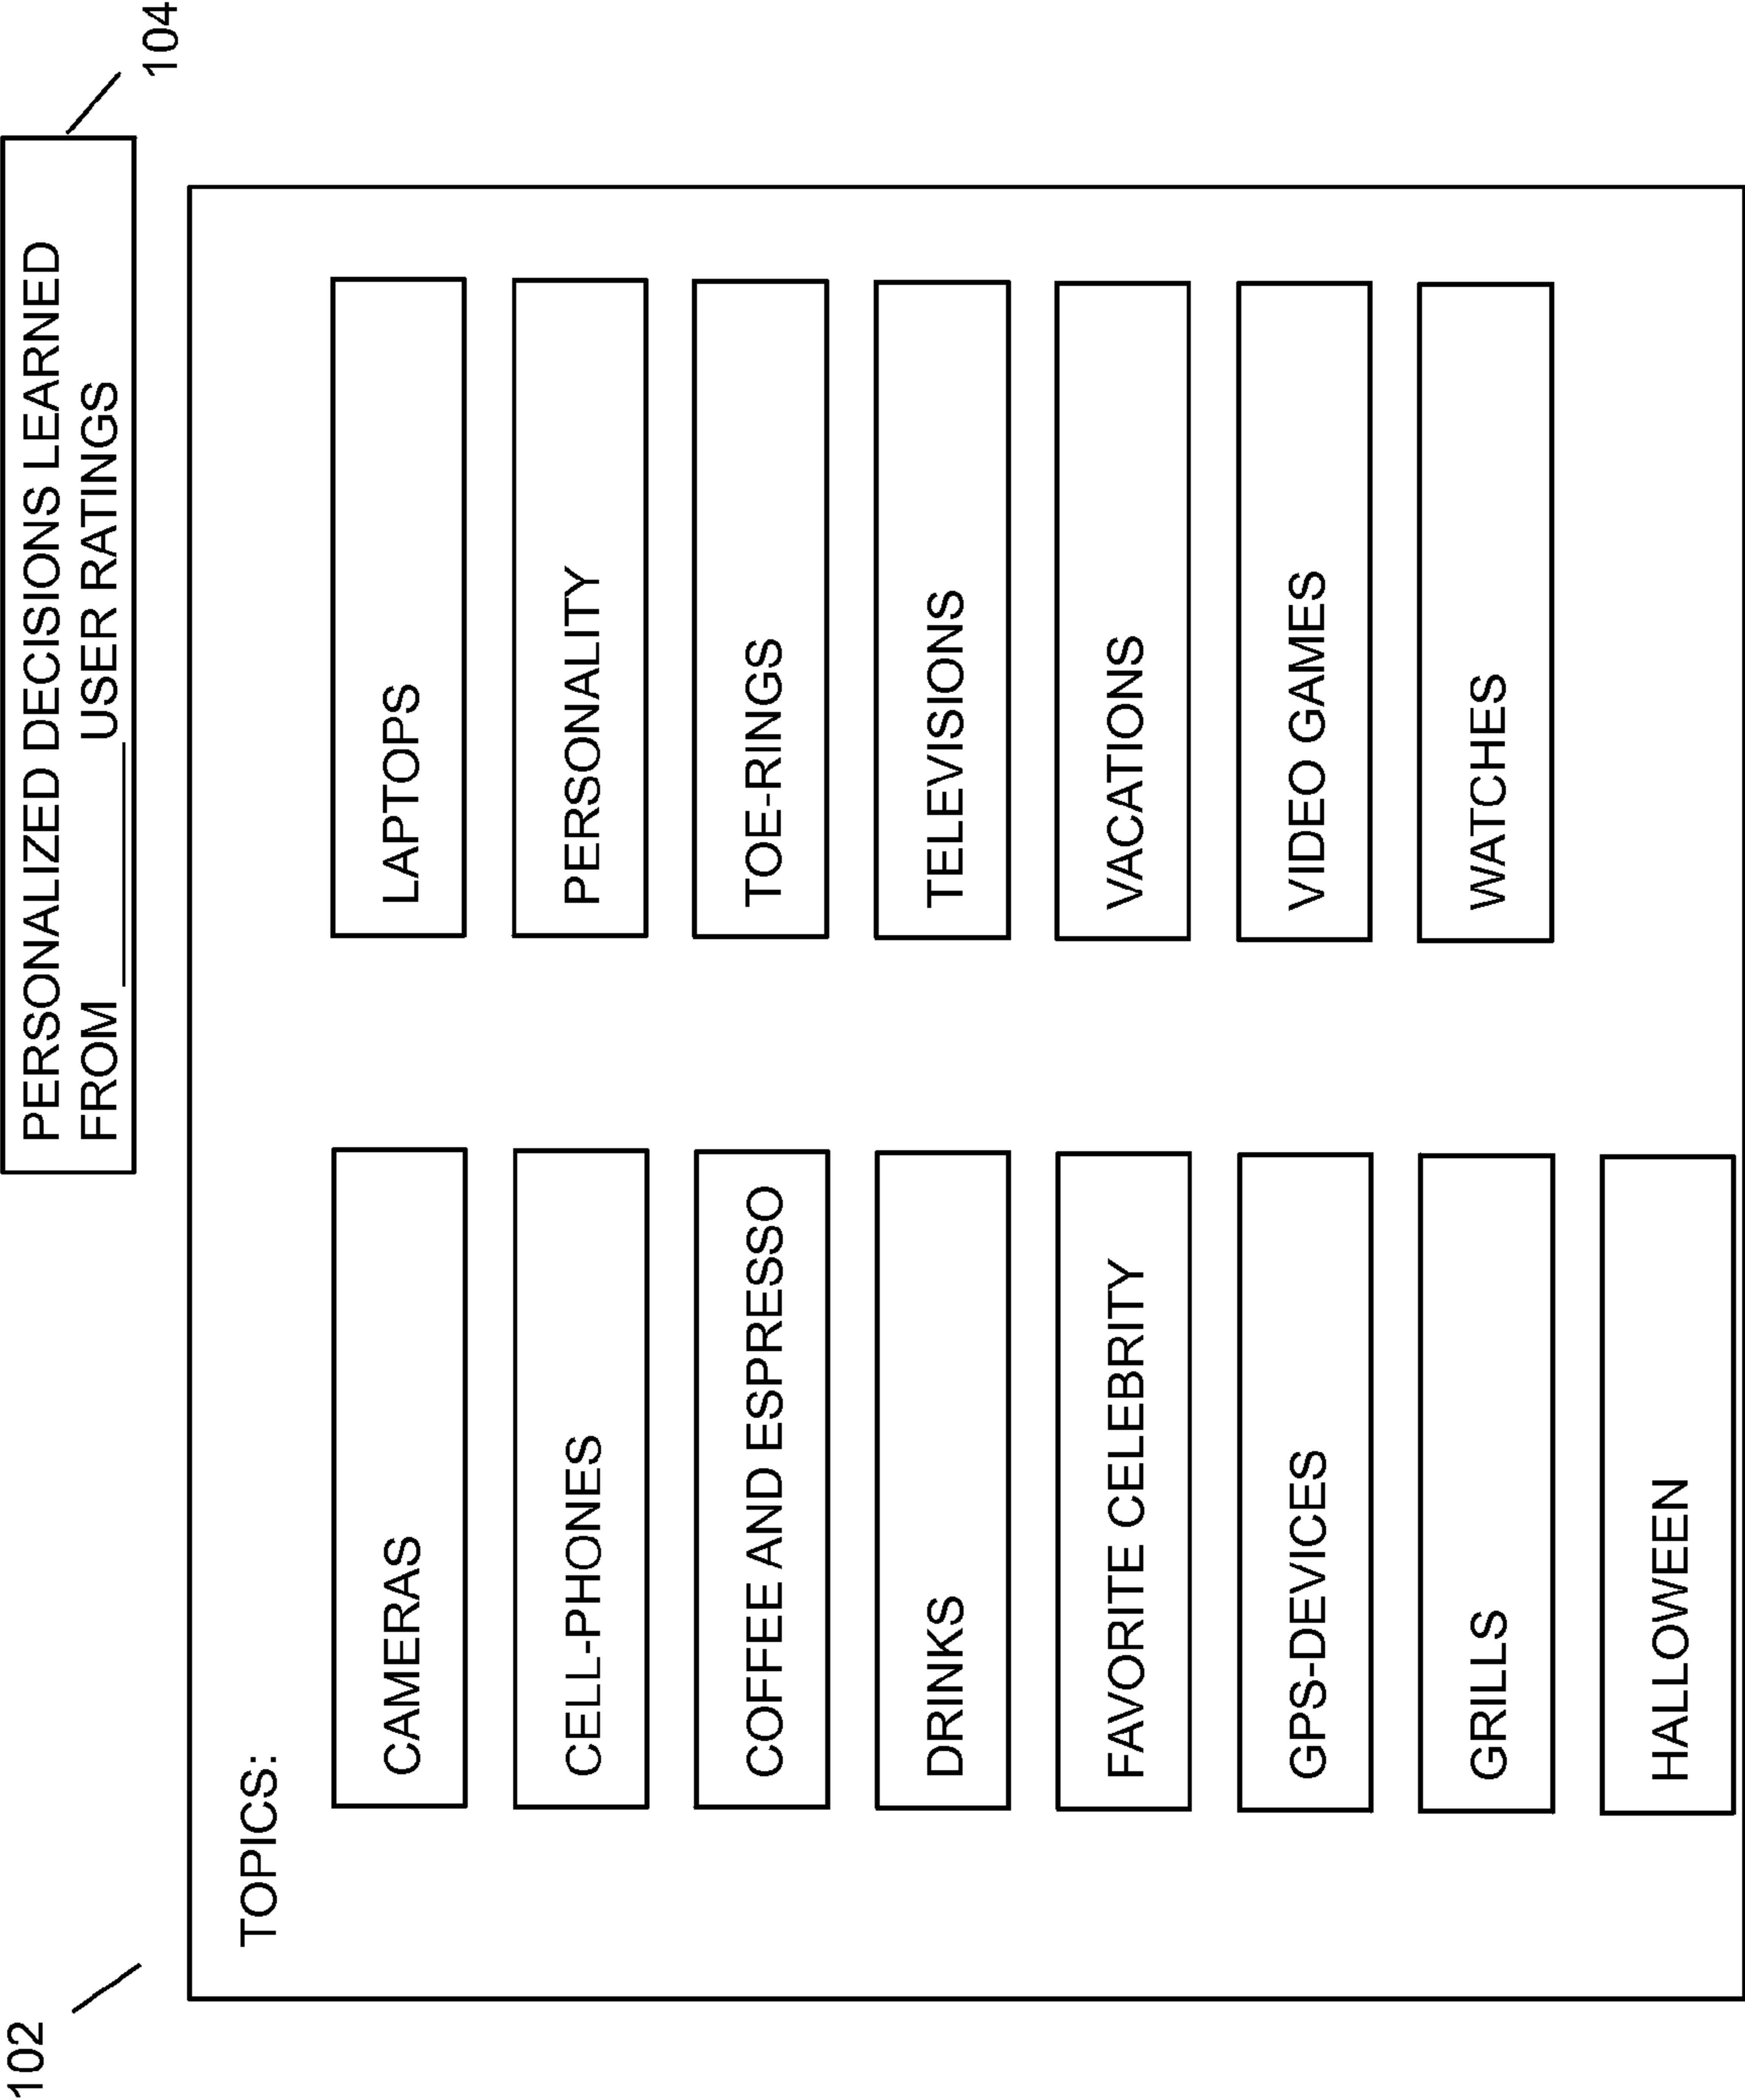 102
PERSONALIZED DECISIONS LEARNED
FROM ________ USER RATINGS
104
TOPICS:
CAMERAS
CELL-PHONES
COFFEE AND ESPRESSO
DRINKS
FAVORITE CELEBRITY
GPS-DEVICES
GRILLS
HALLOWEEN
LAPTOPS
PERSONALITY
TOE-RINGS
TELEVISIONS
VACATIONS
VIDEO GAMES
WATCHES